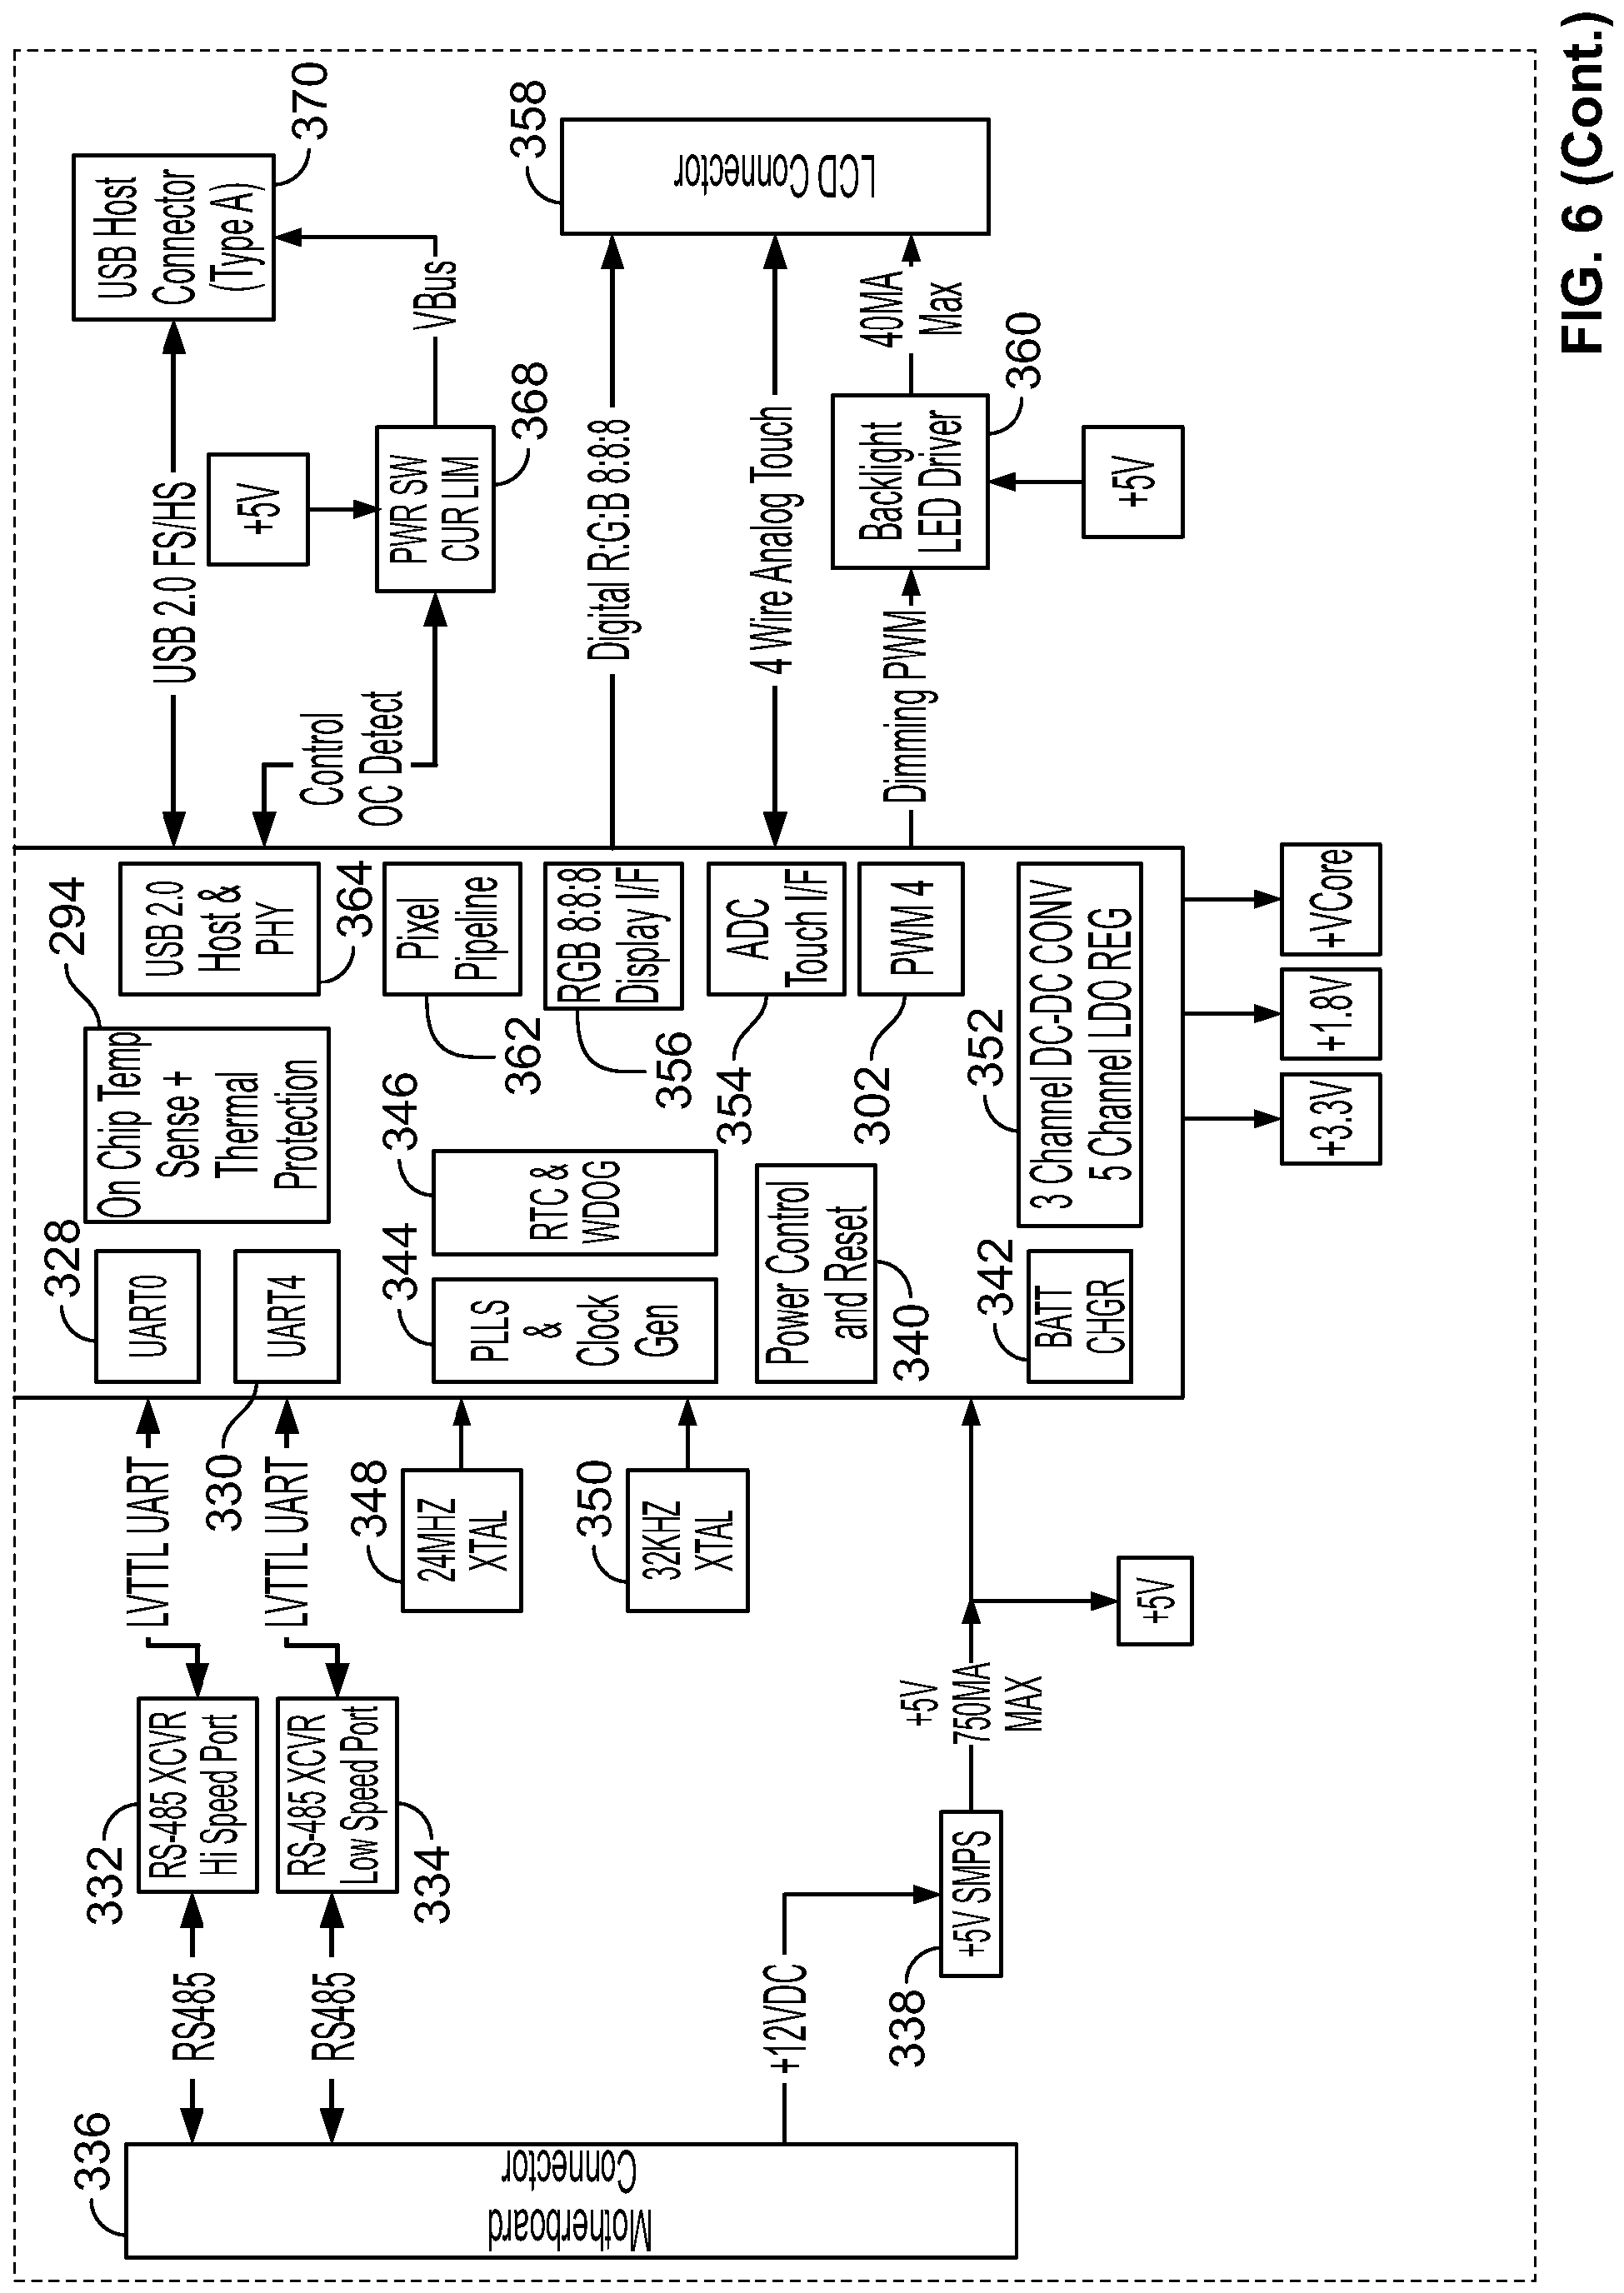 336
Motherboard
Connector
RS485
RS485
332
RS-485 XCVR
Hi Speed Port
RS-485 XCVR
Low Speed Port
334
LVTTL UART
LVTTL UART
328
UART0
330
UART4
294
On Chip Temp
Sense +
Thermal
Protection
USB 2.0
Host &
PHY
364
USB 2.0 FS/HS
USB Host
Connector
(Type A)
370
+5V
Control
OC Detect
PWR SW
CUR LIM
368
VBus
348
24MHZ
XTAL
350
32KHZ
XTAL
344
PLLS
&
Clock
Gen
346
RTC &
WDOG
362
Pixel
Pipeline
356
RGB 8:8:8
Display I/F
Digital R:G:B 8:8:8
358
LCD Connector
354
ADC
Touch I/F
4 Wire Analog Touch
302
PWM 4
Dimming PWM
Backlight
LED Driver
360
40MA
Max
+5V
+12VDC
338
+5V SMPS
+5V
750MA
MAX
+5V
Power Control
and Reset
340
342
BATT
CHGR
352
3 Channel DC-DC CONV
5 Channel LDO REG
+3.3V
+1.8V
+VCore
FIG. 6 (Cont.)